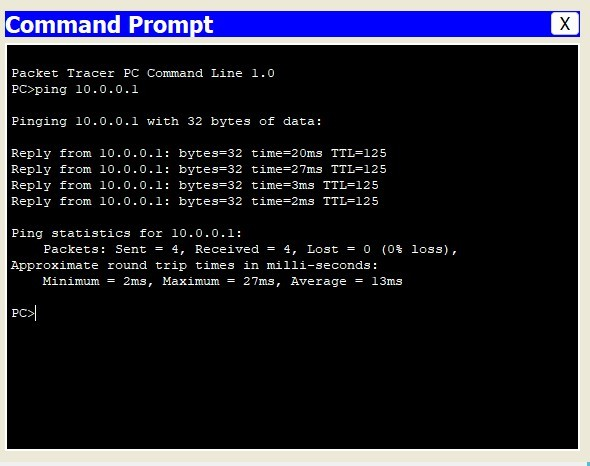 Command Prompt
X
Packet Tracer PC Command Line 1.0
PC>ping 10.0.0.1
Pinging 10.0.0.1 with 32 bytes of data:
Reply from 10.0.0.1: bytes=32 time=20ms TTL=125
Reply from 10.0.0.1: bytes=32 time=27ms TTL=125
Reply from 10.0.0.1: bytes=32 time=3ms TTL=125
Reply from 10.0.0.1: bytes=32 time=2ms TTL=125
Ping statistics for 10.0.0.1:
    Packets: Sent = 4, Received = 4, Lost = 0 (0% loss),
Approximate round trip times in milli-seconds:
    Minimum = 2ms, Maximum = 27ms, Average = 13ms
PC>